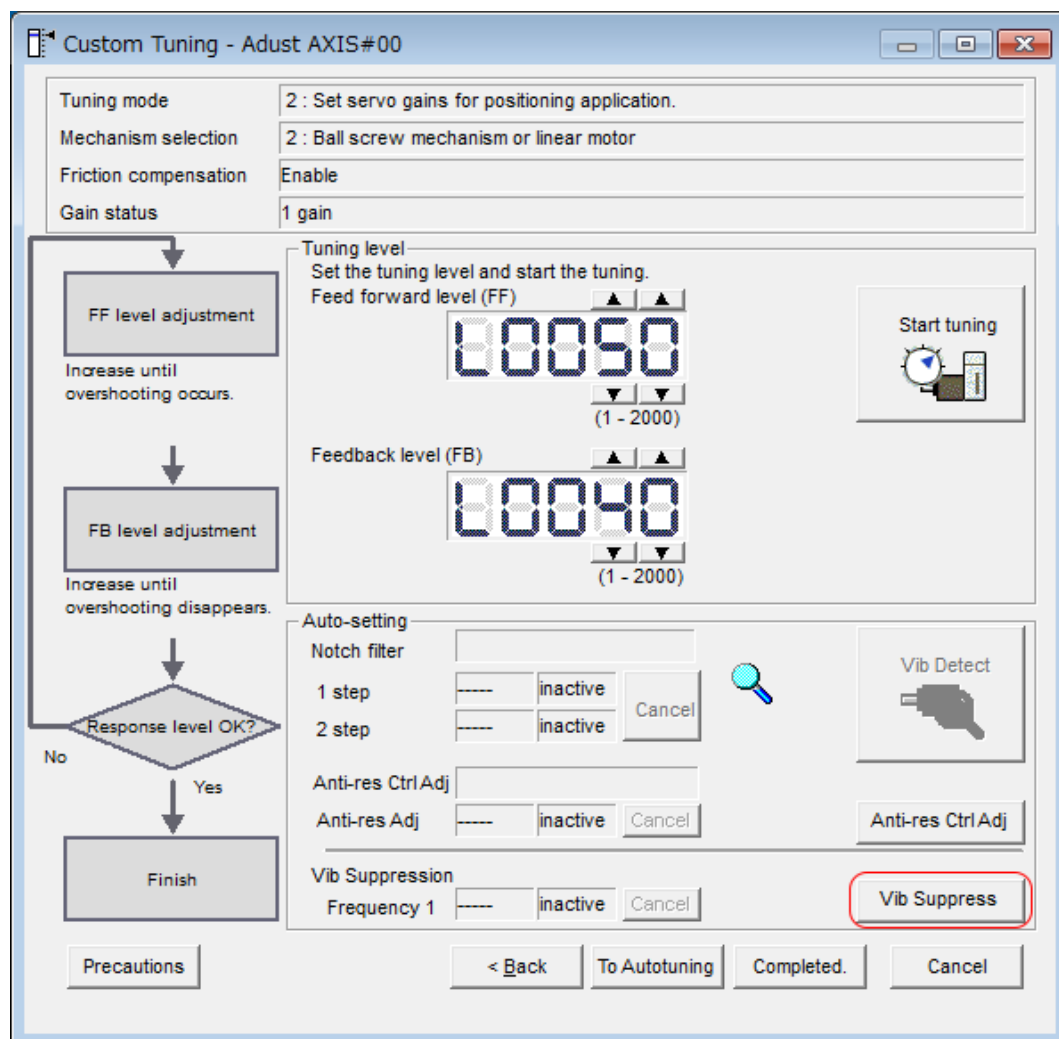 Custom Tuning - Adust AXIS#00
Tuning mode 2 : Set servo gains for positioning application.
Mechanism selection 2 : Ball screw mechanism or linear motor
Friction compensation Enable
Gain status 1 gain
FF level adjustment
Increase until
overshooting occurs.
FB level adjustment
Increase until
overshooting disappears.
Response level OK?
No
Yes
Finish
Tuning level
Set the tuning level and start the tuning.
Feed forward level (FF)
L0050
(1 - 2000)
Start tuning
Feedback level (FB)
L0040
(1 - 2000)
Auto-setting
Notch filter
1 step ----- inactive
2 step ----- inactive
Cancel
Vib Detect
Anti-res Ctrl Adj
Anti-res Adj ----- inactive Cancel
Anti-res Ctrl Adj
Vib Suppression
Frequency 1 ----- inactive Cancel
Vib Suppress
Precautions
< Back
To Autotuning
Completed.
Cancel